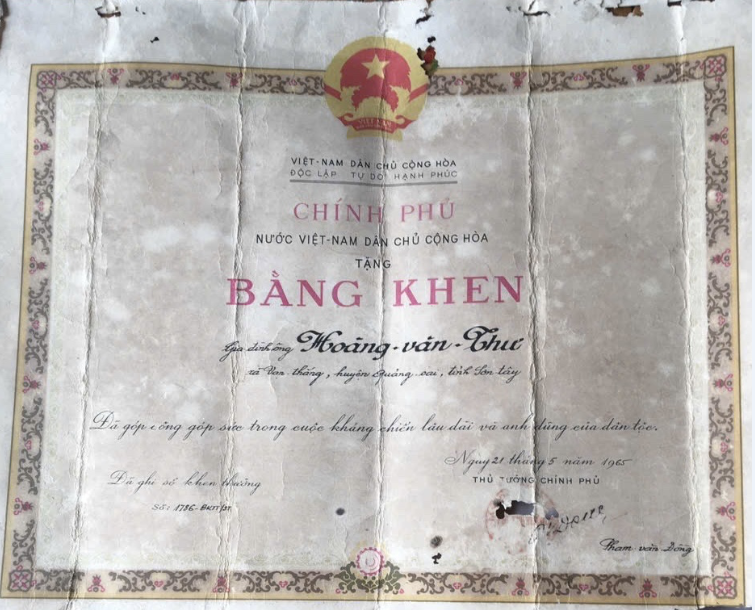 VIỆT-NAM DÂN CHỦ CỘNG HÒA
ĐỘC LẬP TỰ DO HẠNH PHÚC
CHÍNH PHỦ
NƯỚC VIỆT-NAM DÂN CHỦ CỘNG HÒA
TẶNG
BẰNG KHEN
Gia đình ông Hoàng-văn-Thư
xã Vạn thắng, huyện Quảng oai, tỉnh Sơn tây
Đã góp công góp sức trong cuộc kháng chiến lâu dài và anh dũng của dân tộc.
Ngày 21 tháng 5 năm 1965
Đã ghi sổ khen thưởng
THỦ TƯỚNG CHÍNH PHỦ
Số: 1786
Phạm văn Đồng